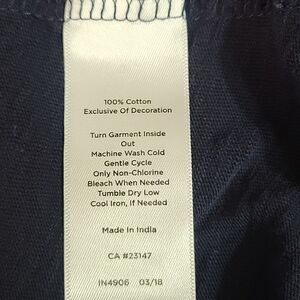 100% Cotton
Exclusive Of Decoration
Turn Garment Inside
Out
Machine Wash Cold
Gentle Cycle
Only Non-Chlorine
Bleach When Needed
Tumble Dry Low
Cool Iron, If Needed
Made In India
CA #23147
IN4906 03/18